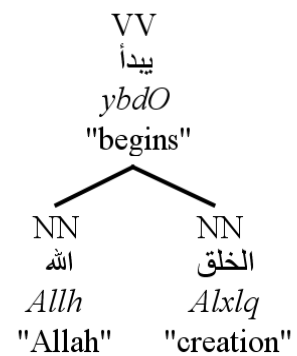 VV
يبدأ
ybdO
"begins"
NN NN
الله الخلق
Allh Alxlq
"Allah" "creation"